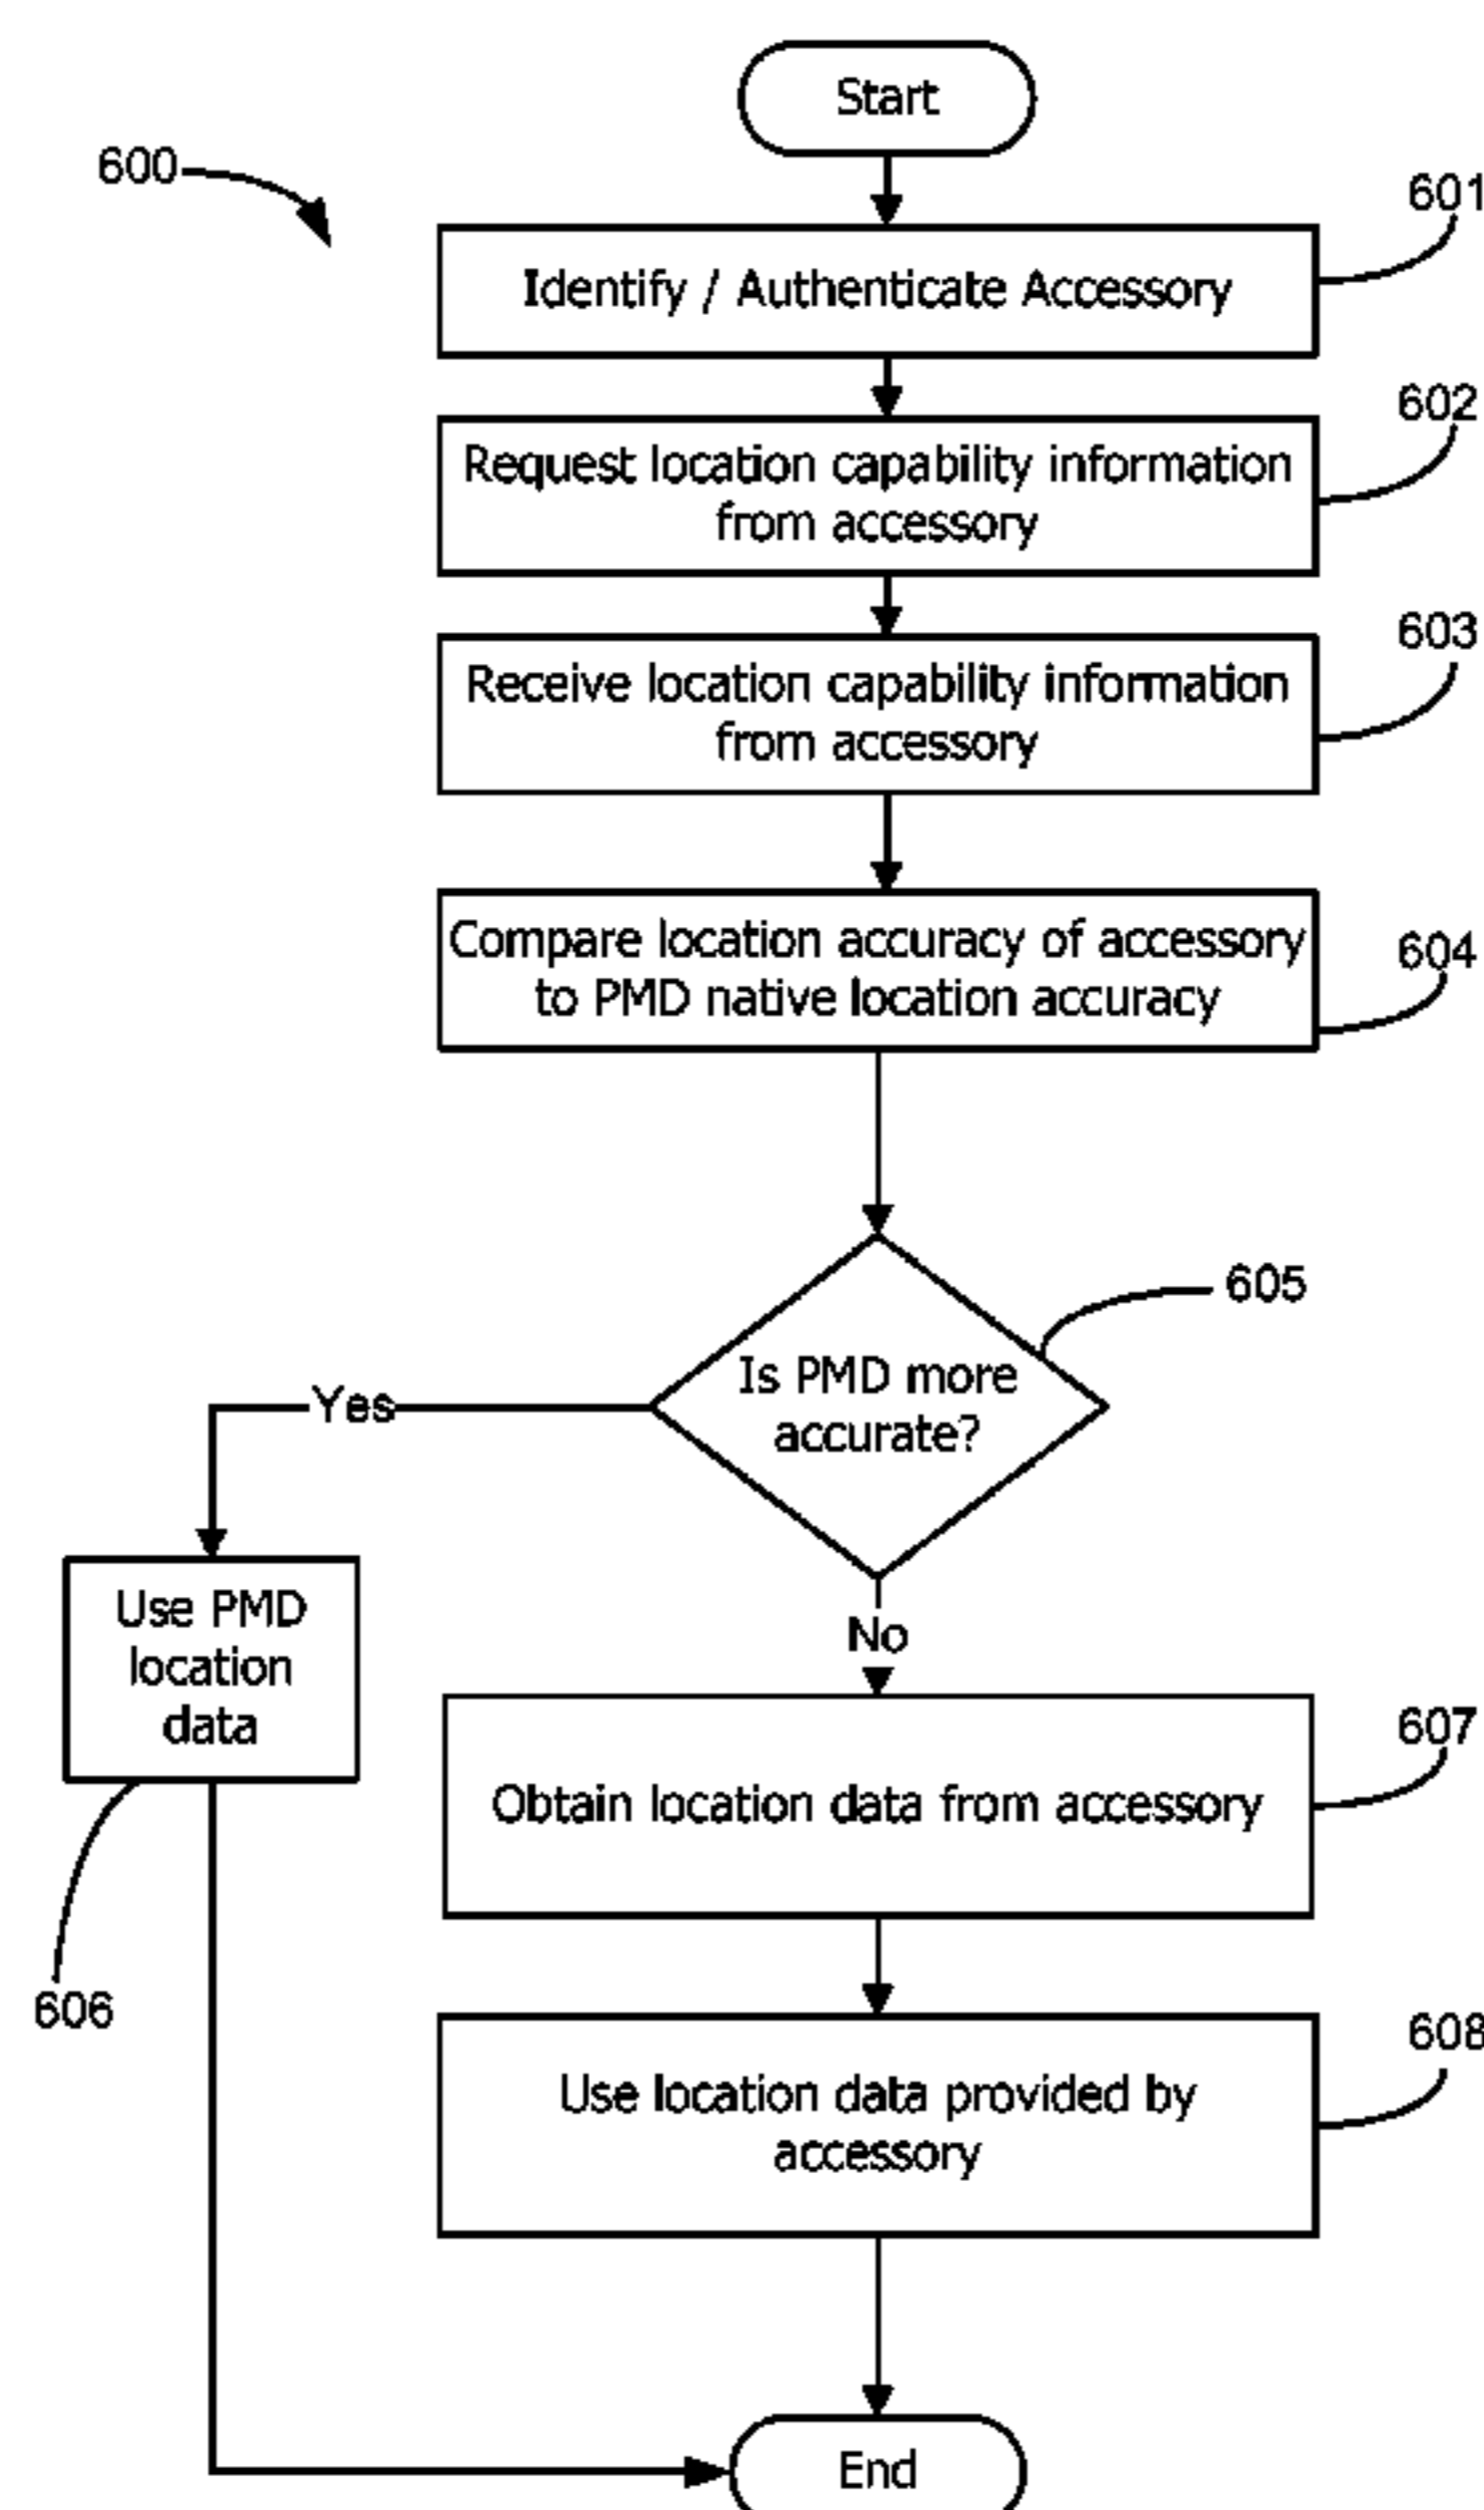 Start
600
601
Identify / Authenticate Accessory
602
Request location capability information
from accessory
603
Receive location capability information
from accessory
Compare location accuracy of accessory
to PMD native location accuracy
604
605
Is PMD more
accurate?
Yes
Use PMD
location
data
No
607
Obtain location data from accessory
606
608
Use location data provided by
accessory
End